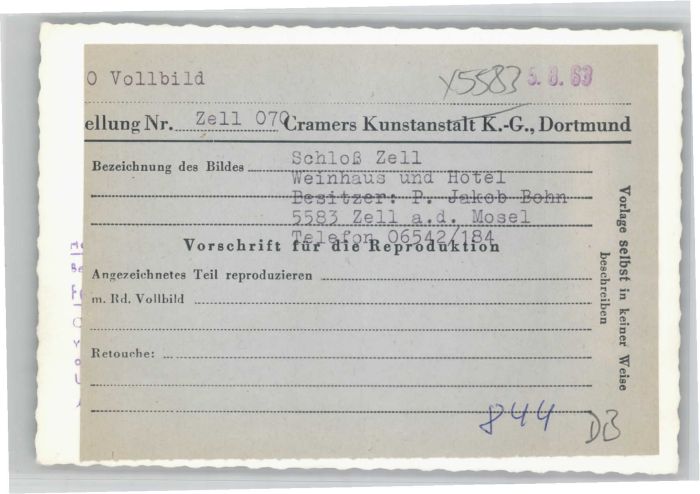 O Vollbild
Y5583 5.8.63
ellung Nr. Zell 070 Cramers Kunstanstalt K.-G., Dortmund
Bezeichnung des Bildes Schloß Zell
Weinhaus und Hotel
Besitzer: P. Jakob Bohn
5583 Zell a.d. Mosel
Telefon 06542/184
Vorschrift für die Reproduktion
Angezeichnetes Teil reproduzieren
m. Rd. Vollbild
Retouche:
844 DB
Vorlage selbst in keiner Weise
beschreiben